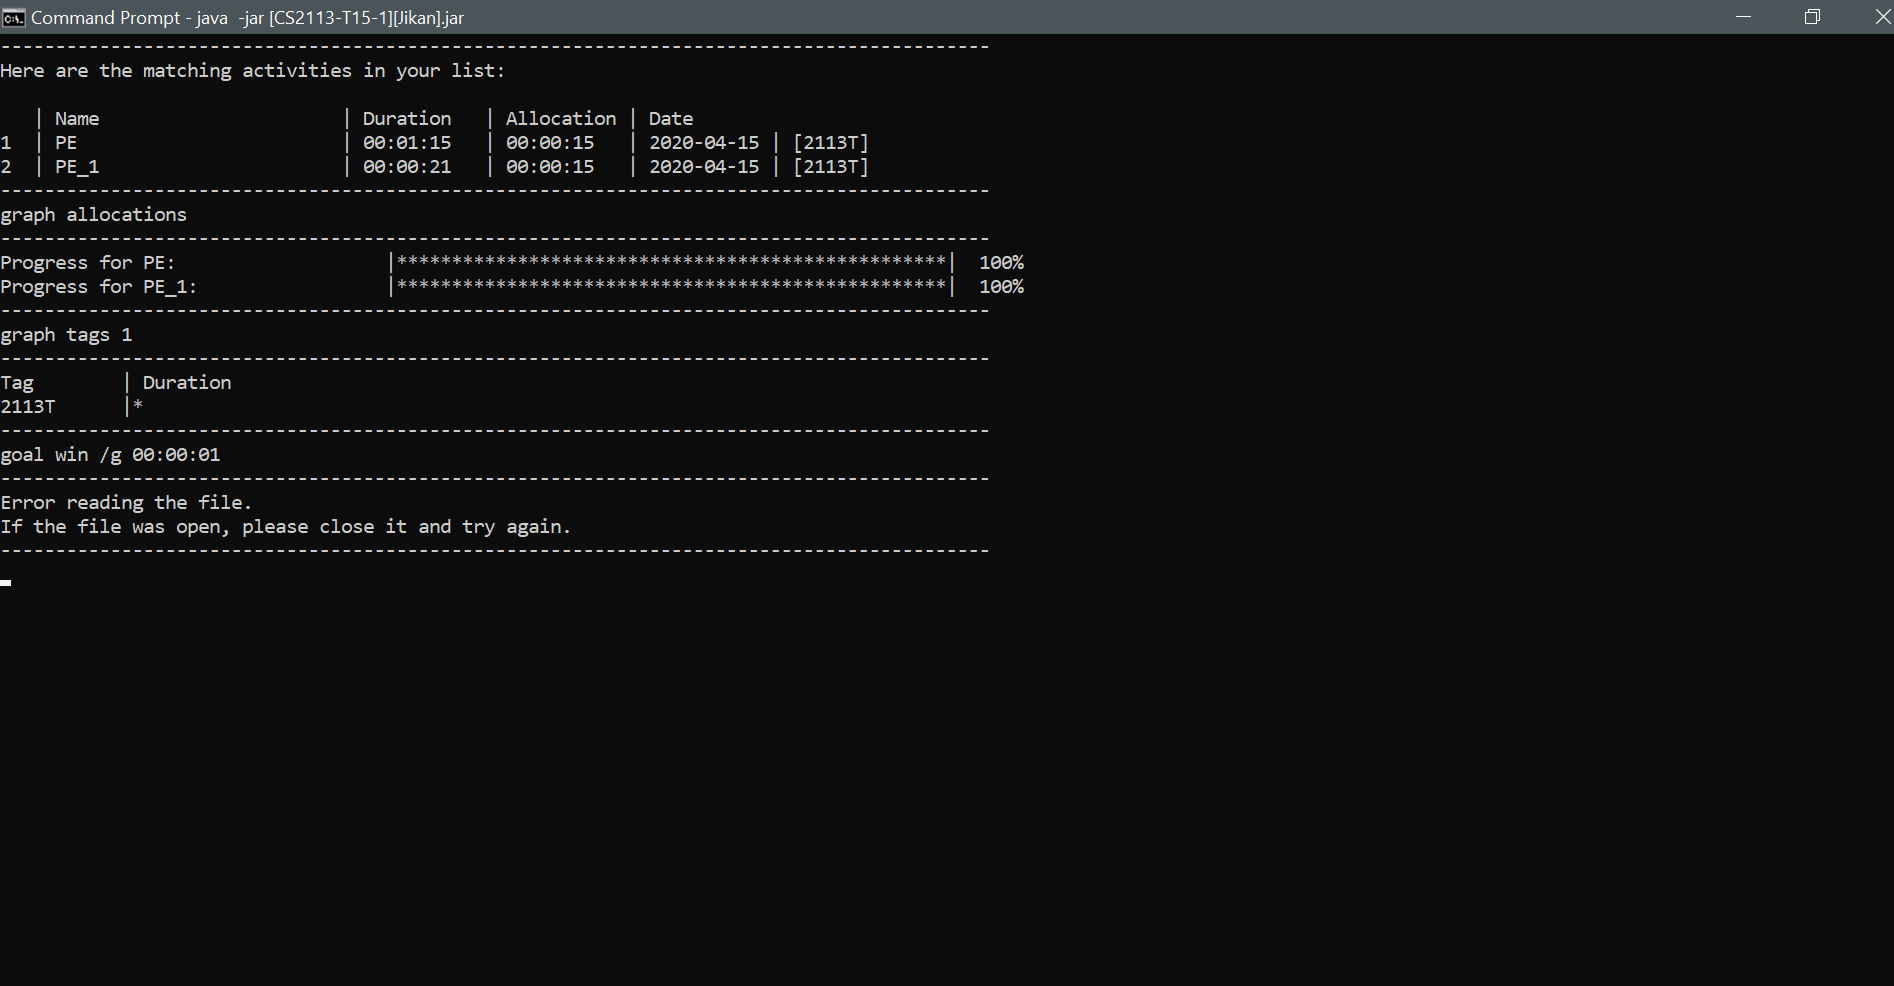 Command Prompt - java  -jar [CS2113-T15-1][Jikan].jar
------------------------------------------------------------------------------------------
Here are the matching activities in your list:
   | Name                      | Duration   | Allocation | Date
1  | PE                        | 00:01:15   | 00:00:15   | 2020-04-15 | [2113T]
2  | PE_1                      | 00:00:21   | 00:00:15   | 2020-04-15 | [2113T]
------------------------------------------------------------------------------------------
graph allocations
------------------------------------------------------------------------------------------
Progress for PE:                   |**************************************************|  100%
Progress for PE_1:                 |**************************************************|  100%
------------------------------------------------------------------------------------------
graph tags 1
------------------------------------------------------------------------------------------
Tag        | Duration
2113T      |*
------------------------------------------------------------------------------------------
goal win /g 00:00:01
------------------------------------------------------------------------------------------
Error reading the file.
If the file was open, please close it and try again.
------------------------------------------------------------------------------------------